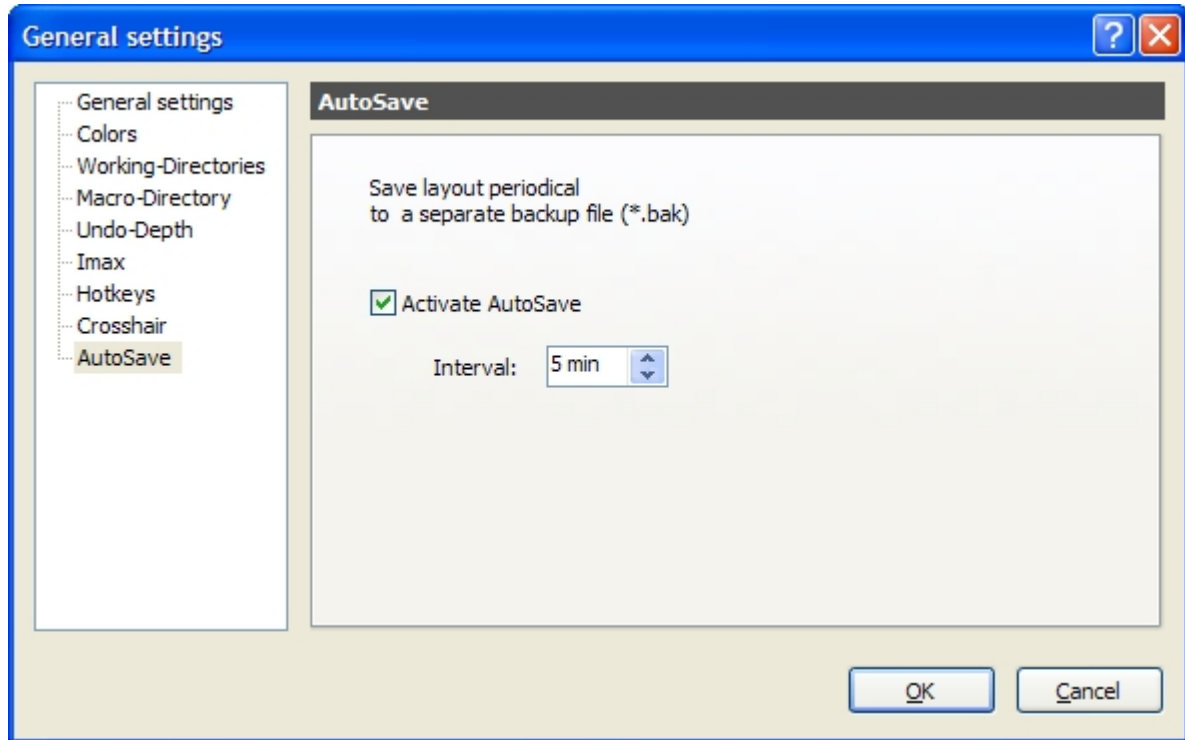 General settings
General settings
Colors
Working-Directories
Macro-Directory
Undo-Depth
Imax
Hotkeys
Crosshair
AutoSave
AutoSave
Save layout periodical
to a separate backup file (*.bak)
Activate AutoSave
Interval: 5 min
OK Cancel